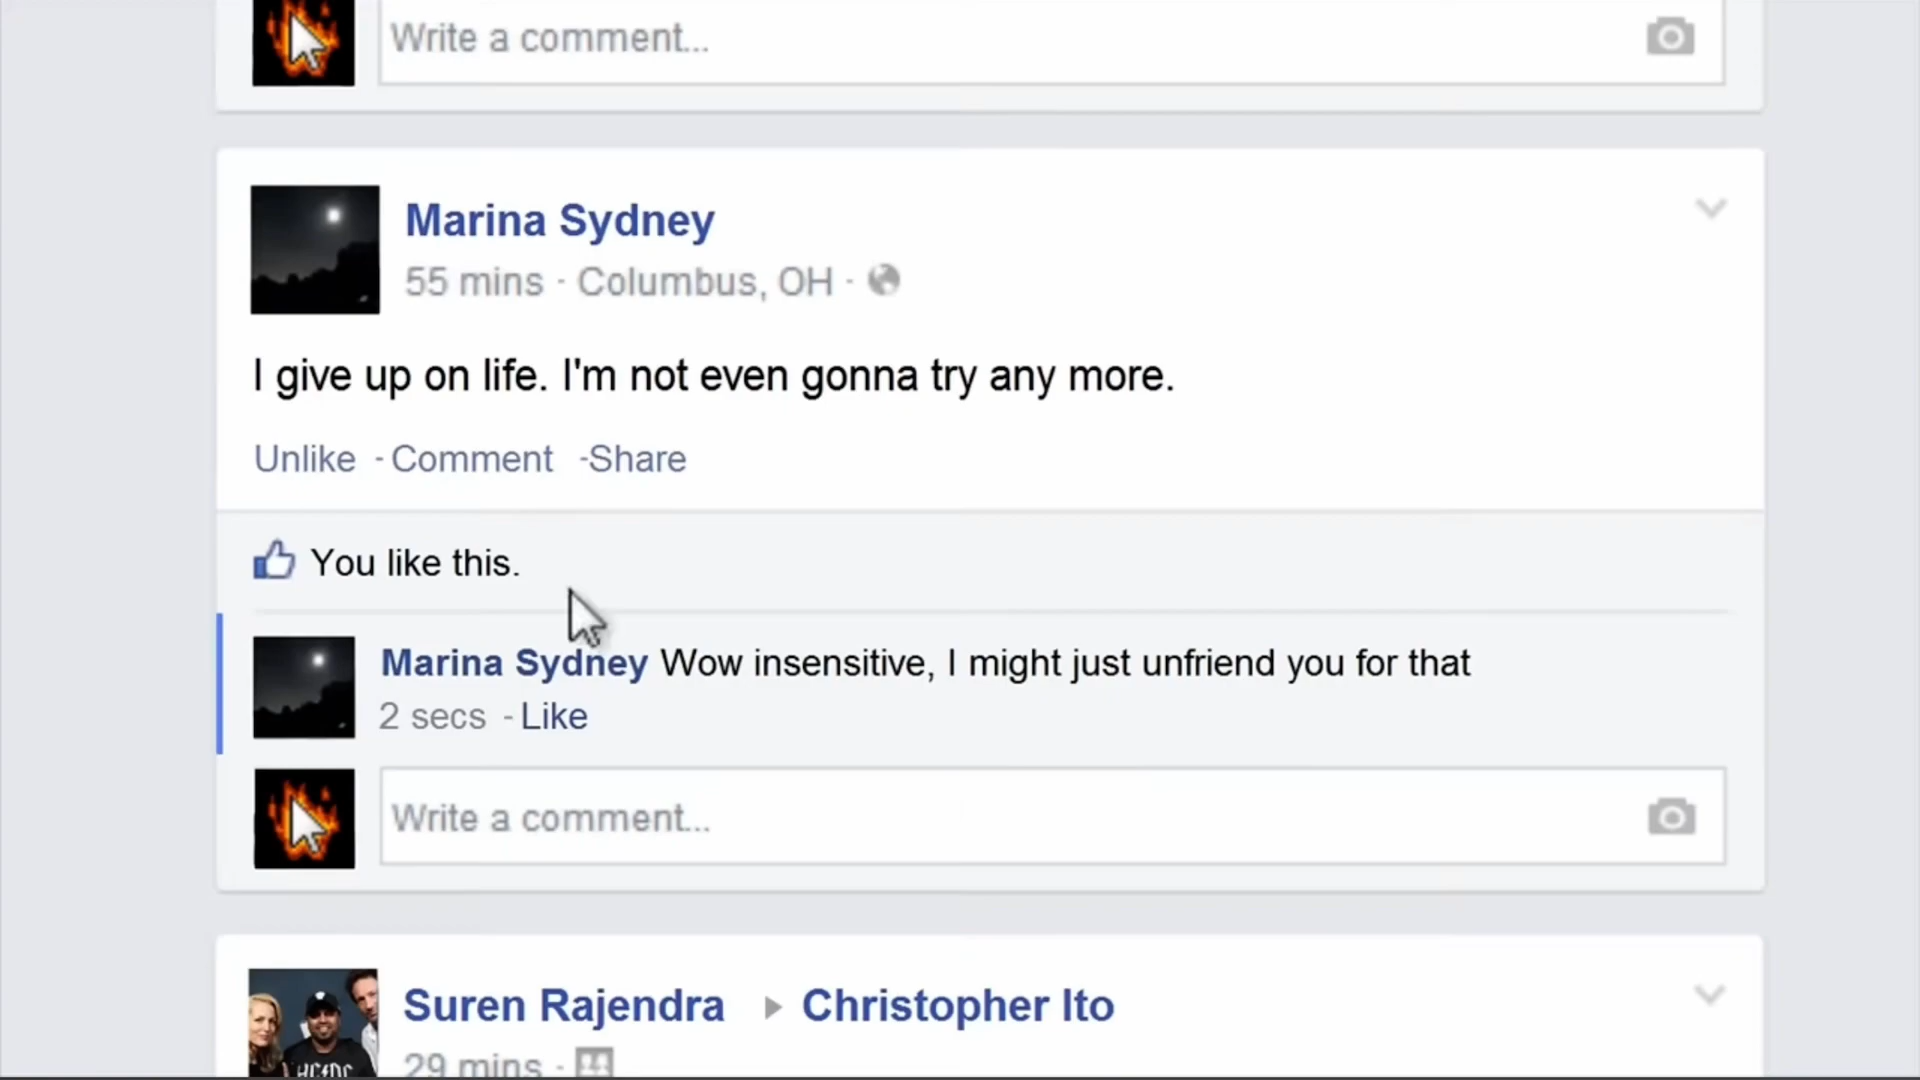 Write a comment...
Marina Sydney
55 mins · Columbus, OH ·
I give up on life. I'm not even gonna try any more.
Unlike - Comment -Share
You like this.
Marina Sydney Wow insensitive, I might just unfriend you for that
2 secs - Like
Write a comment...
Suren Rajendra ▸ Christopher Ito
29 mins ·